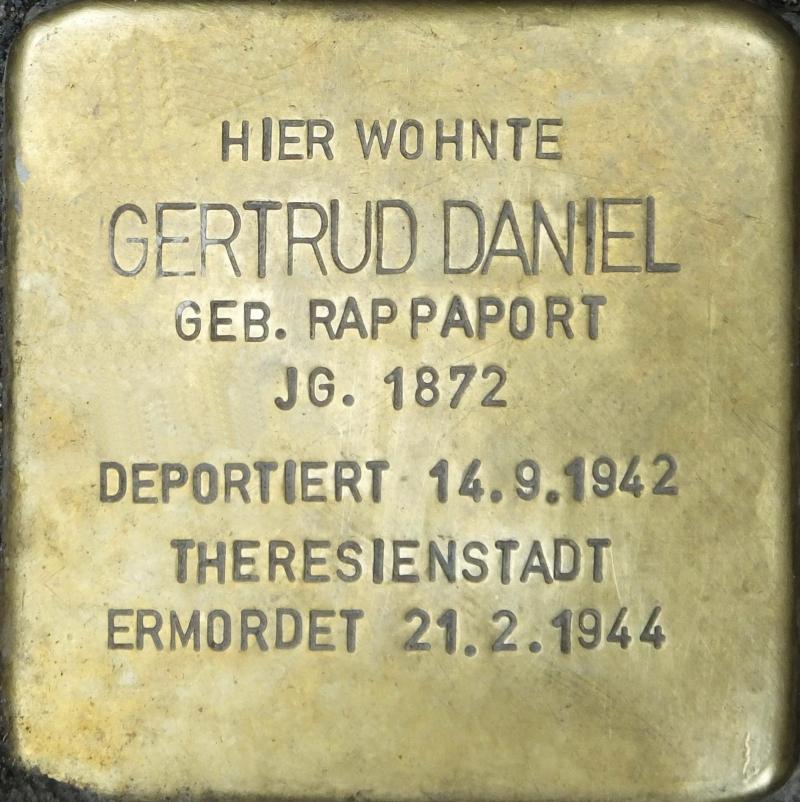 HIER WOHNTE
GERTRUD DANIEL
GEB. RAPPAPORT
JG. 1872
DEPORTIERT 14.9.1942
THERESIENSTADT
ERMORDET 21.2.1944